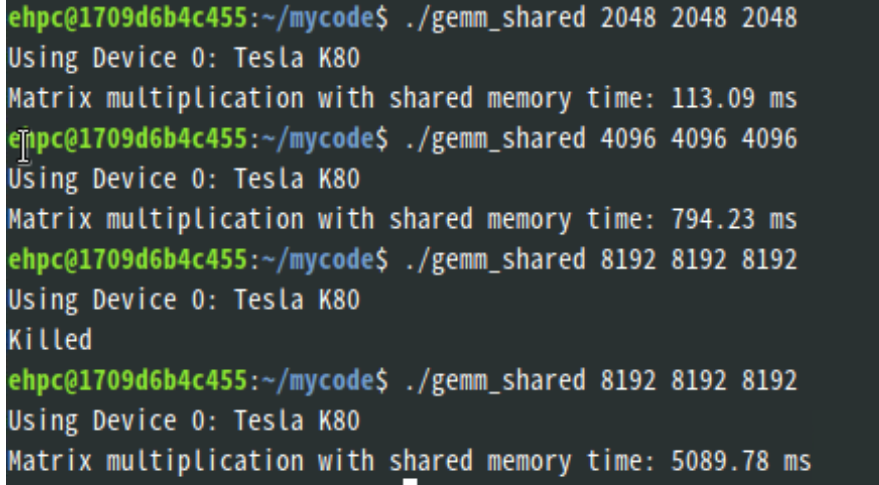 ehpc@1709d6b4c455:~/mycode$ ./gemm_shared 2048 2048 2048
Using Device 0: Tesla K80
Matrix multiplication with shared memory time: 113.09 ms
ehpc@1709d6b4c455:~/mycode$ ./gemm_shared 4096 4096 4096
Using Device 0: Tesla K80
Matrix multiplication with shared memory time: 794.23 ms
ehpc@1709d6b4c455:~/mycode$ ./gemm_shared 8192 8192 8192
Using Device 0: Tesla K80
Killed
ehpc@1709d6b4c455:~/mycode$ ./gemm_shared 8192 8192 8192
Using Device 0: Tesla K80
Matrix multiplication with shared memory time: 5089.78 ms